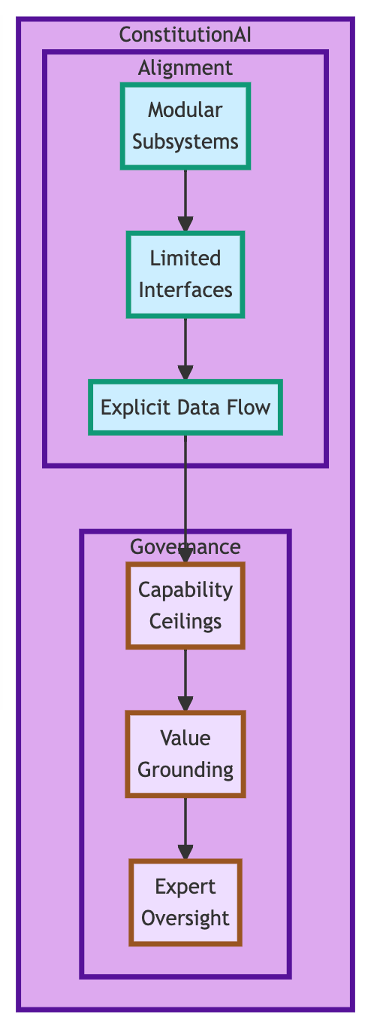 ConstitutionAI
Alignment
Modular
Subsystems
Limited
Interfaces
Explicit Data Flow
Governance
Capability
Ceilings
Value
Grounding
Expert
Oversight